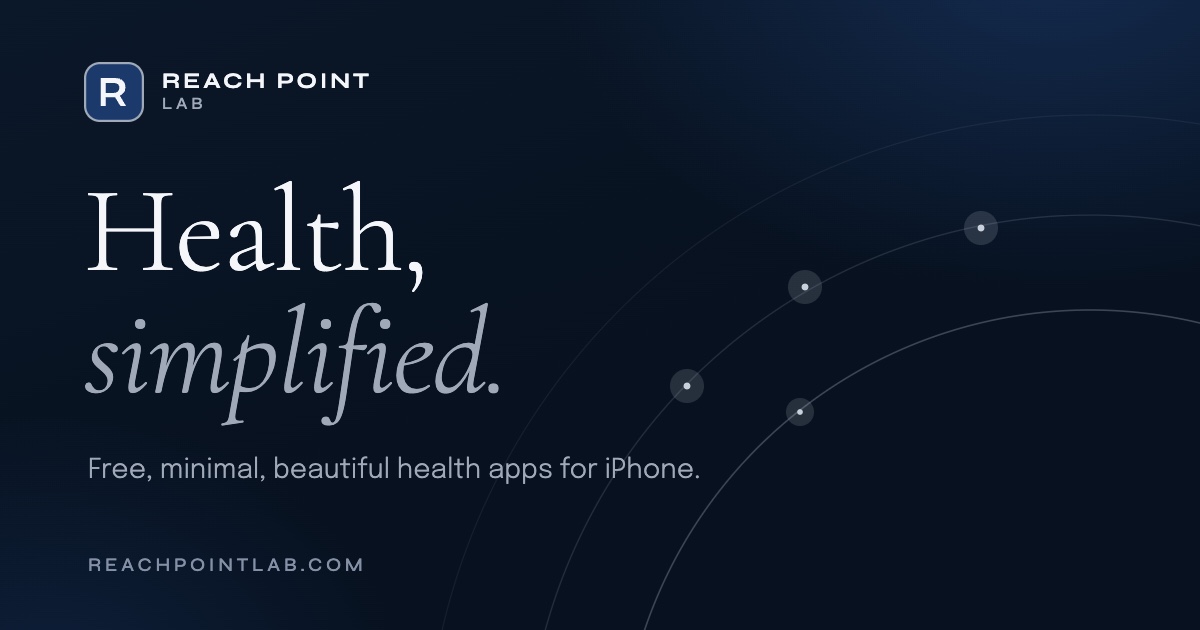 R
REACH POINT
LAB
Health,
simplified.
Free, minimal, beautiful health apps for iPhone.
REACHPOINTLAB.COM